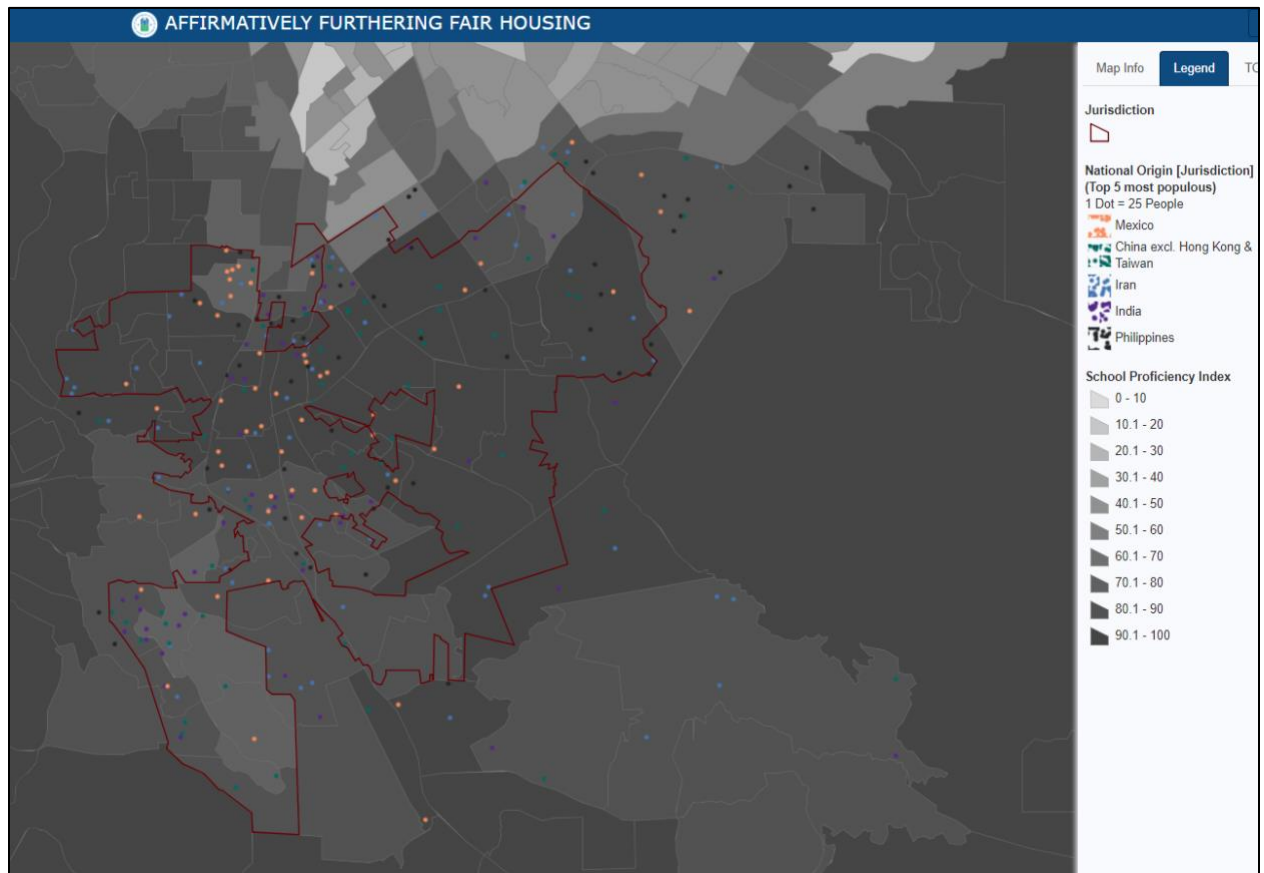 AFFIRMATIVELY FURTHERING FAIR HOUSING
Map Info
Legend
Jurisdiction
National Origin [Jurisdiction]
(Top 5 most populous)
1 Dot = 25 People
Mexico
China excl. Hong Kong &
Taiwan
Iran
India
Philippines
School Proficiency Index
0 - 10
10.1 - 20
20.1 - 30
30.1 - 40
40.1 - 50
50.1 - 60
60.1 - 70
70.1 - 80
80.1 - 90
90.1 - 100